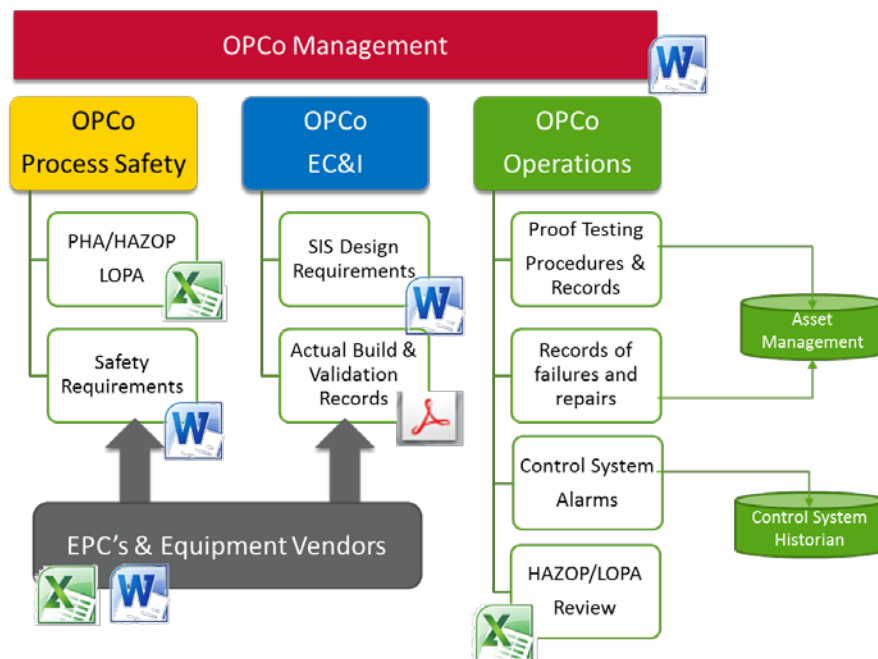 OPCo Management
OPCo
Process Safety
PHA/HAZOP
LOPA
Safety
Requirements
OPCo
EC&I
SIS Design
Requirements
Actual Build &
Validation
Records
EPC's & Equipment Vendors
OPCo
Operations
Proof Testing
Procedures &
Records
Records of
failures and
repairs
Control System
Alarms
HAZOP/LOPA
Review
Asset
Management
Control System
Historian